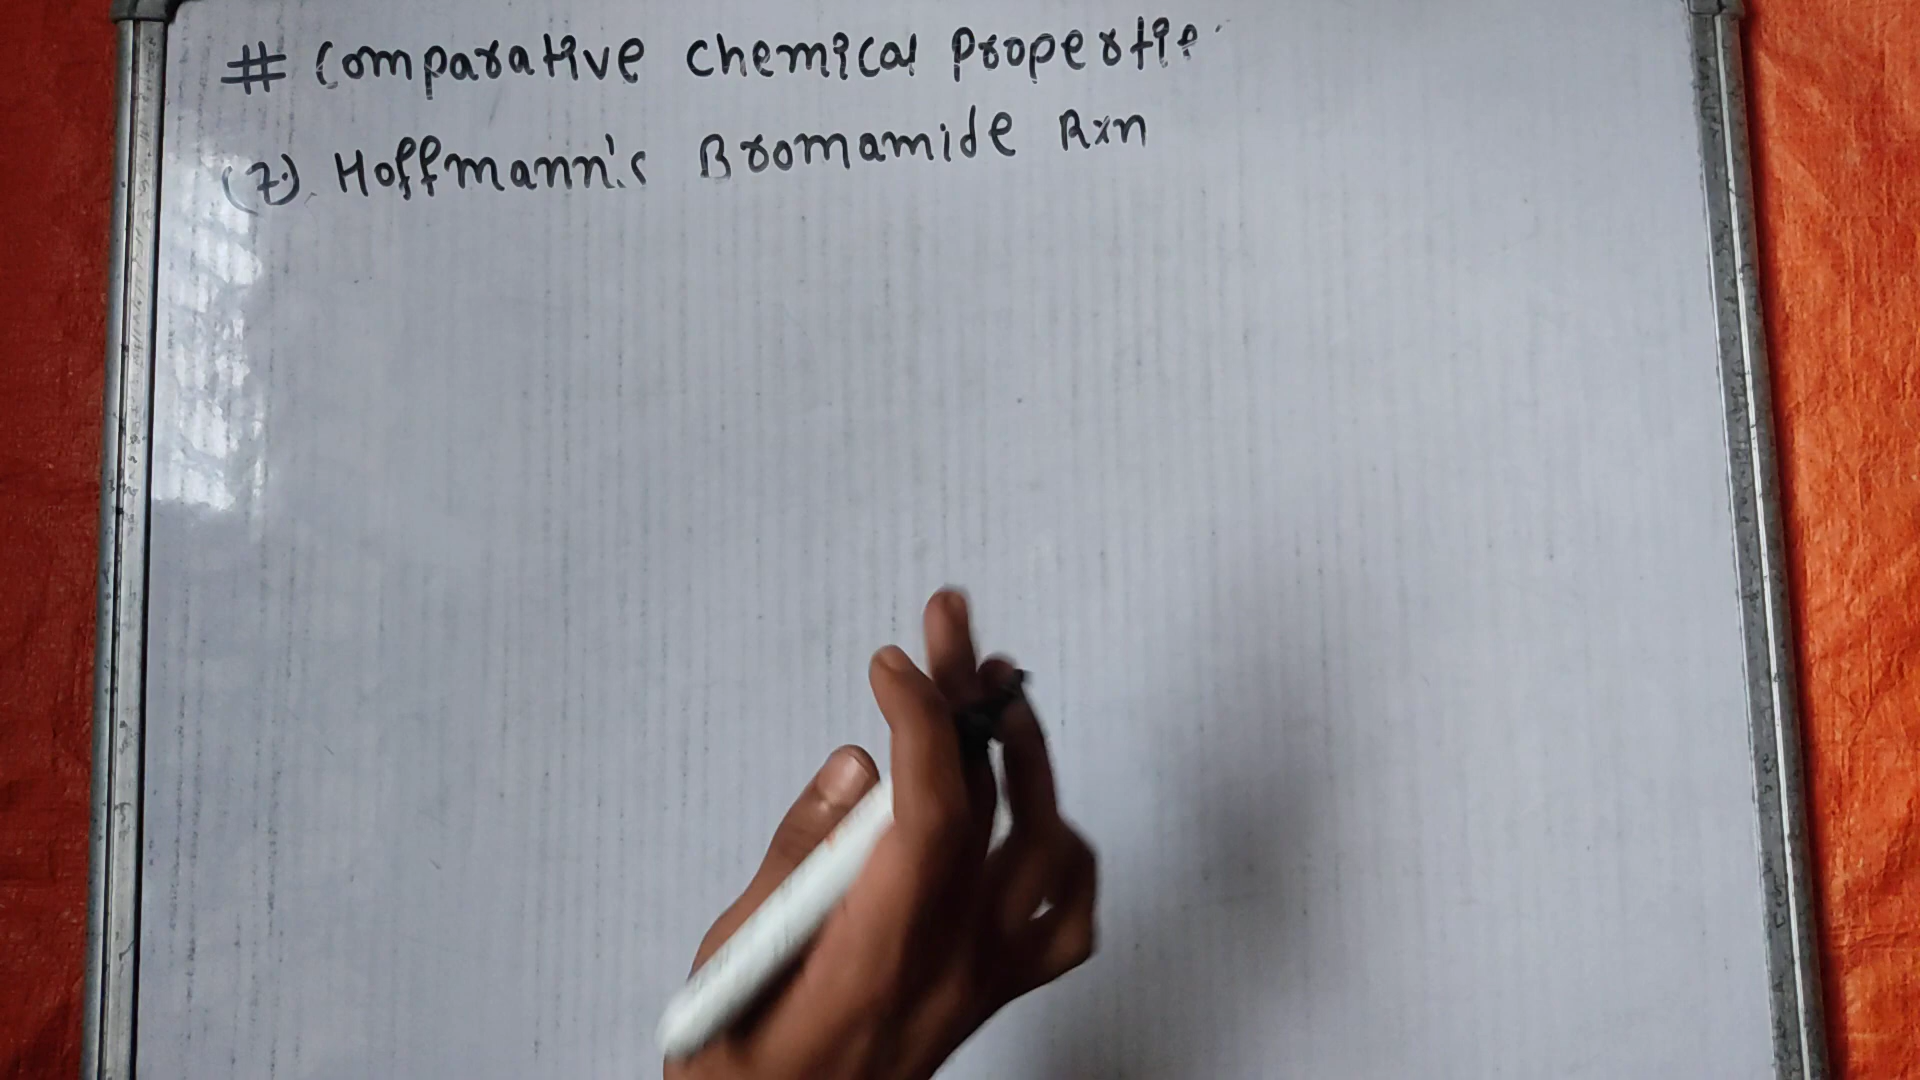 # Comparative chemical propertie
(7). Hoffmann's Bromamide Rxn